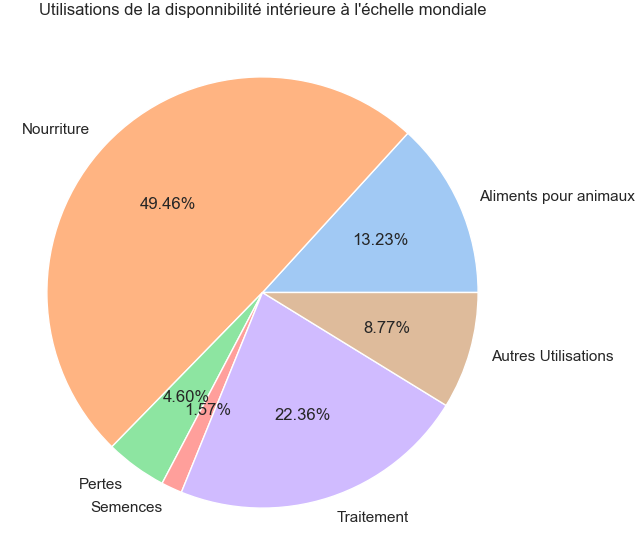 Utilisations de la disponnibilité intérieure à l'échelle mondiale
Nourriture
49.46%
Aliments pour animaux
13.23%
8.77%
Autres Utilisations
4.60%
1.57%
22.36%
Pertes
Semences
Traitement